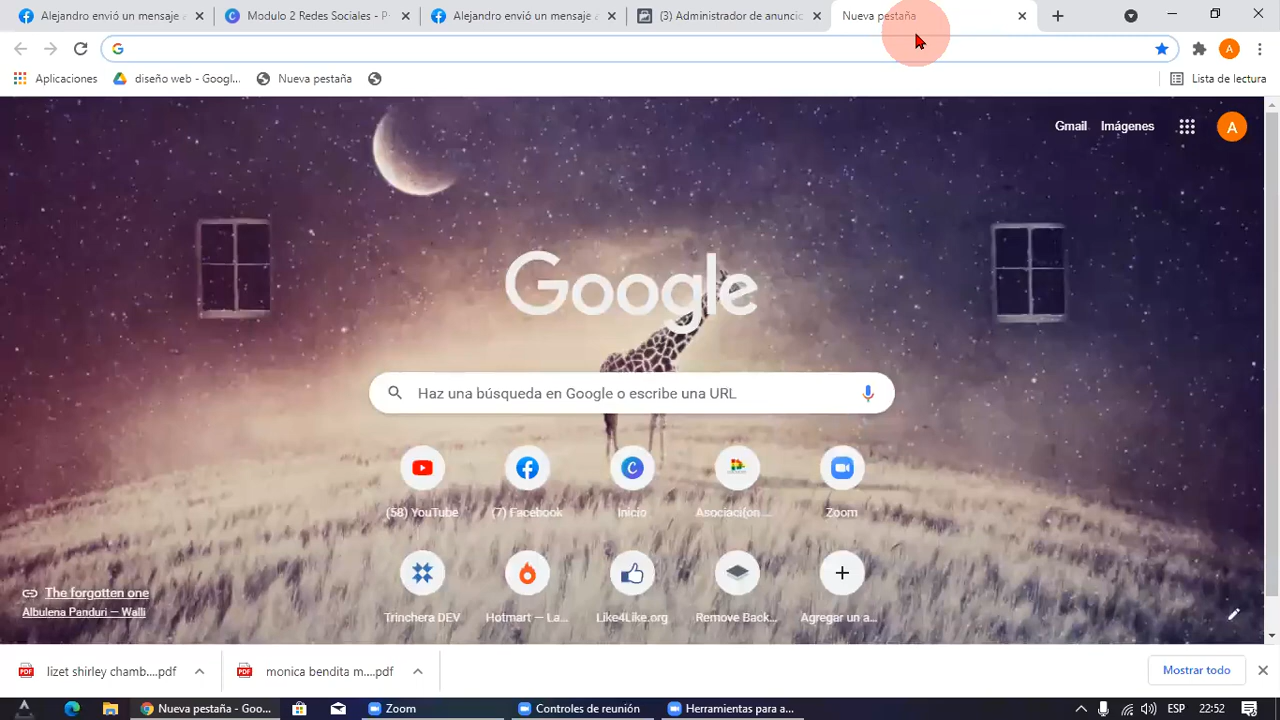 Alejandro envió un mensaje
Modulo 2 Redes Sociales - P
Alejandro envió un mensaje
(3) Administrador de anuncio
Nueva pestaña
A
Aplicaciones
diseño web - Googl...
Nueva pestaña
Lista de lectura
Gmail
Imágenes
A
Google
Haz una búsqueda en Google o escribe una URL
(58) YouTube
(7) Facebook
Inicio
Asociaci{on ...
Zoom
Trinchera DEV
Hotmart — La...
Like4Like.org
Remove Back...
Agregar un a...
The forgotten one
Albulena Panduri — Walli
lizet shirley chamb....pdf
monica bendita m....pdf
Mostrar todo
Nueva pestaña - Goo...
Zoom
Controles de reunión
Herramientas para a...
ESP
22:52